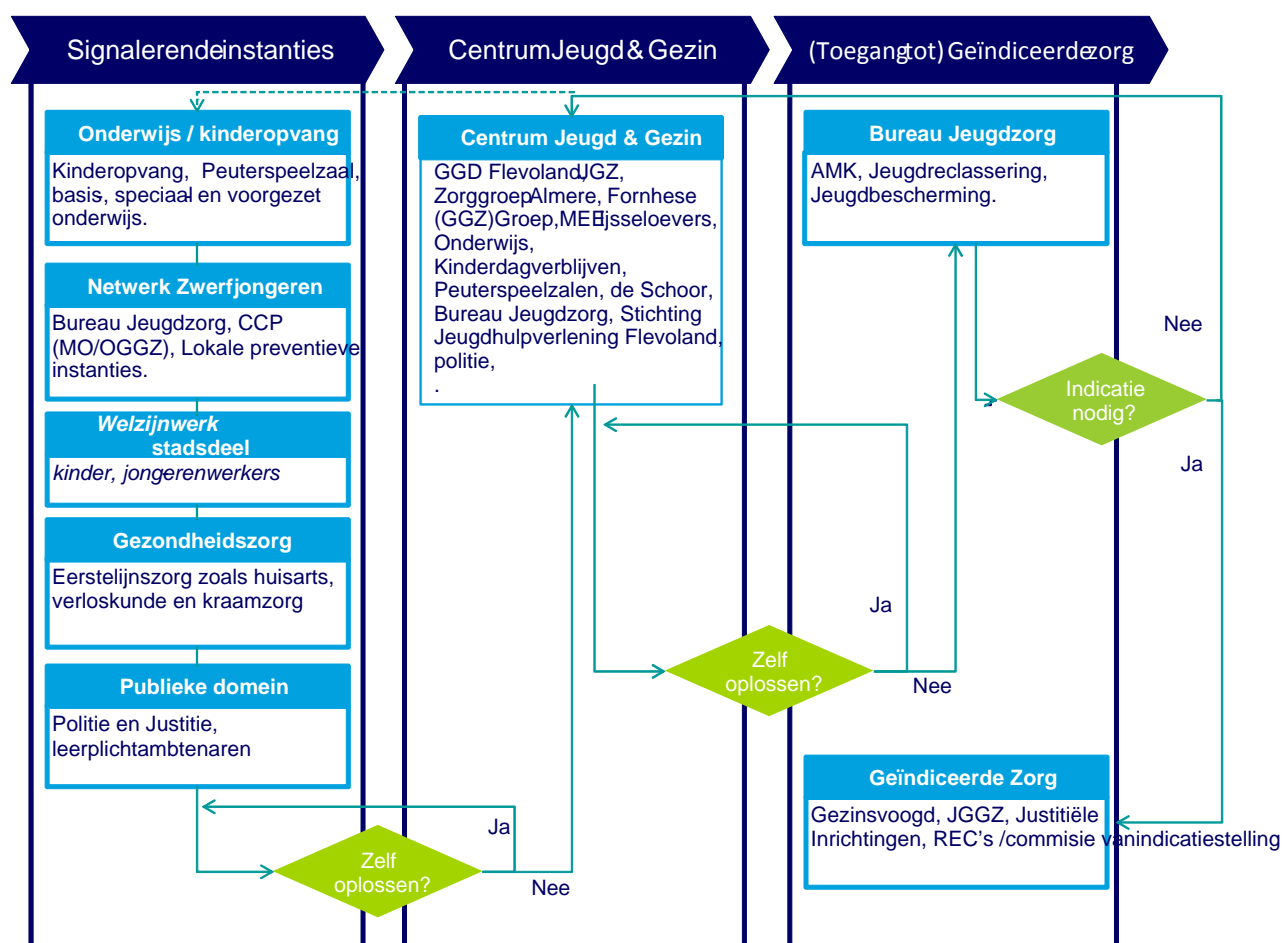 Signalerendeinstanties
CentrumJeugd & Gezin
(Toegangtot) Geïndiceerdezorg
Onderwijs / kinderopvang
Kinderopvang, Peuterspeelzaal,
basis-, speciaal- en voorgezet
onderwijs.
Netwerk Zwerfjongeren
Bureau Jeugdzorg, CCP
(MO/OGGZ), Lokale preventieve
instanties.
Welzijnwerk
stadsdeel
kinder, jongerenwerkers
Gezondheidszorg
Eerstelijnszorg zoals huisarts,
verloskunde en kraamzorg
Publieke domein
Politie en Justitie,
leerplichtambtenaren
Ja
Zelf
oplossen?
Nee
Centrum Jeugd & Gezin
GGD Flevoland,JGZ,
ZorggroepAlmere, Fornhese
(GGZ)Groep,MEEIjsseloevers,
Onderwijs,
Kinderdagverblijven,
Peuterspeelzalen, de Schoor,
Bureau Jeugdzorg, Stichting
Jeugdhulpverlening Flevoland,
politie,
.
Ja
Zelf
oplossen?
Nee
Bureau Jeugdzorg
AMK, Jeugdreclassering,
Jeugdbescherming.
Nee
Indicatie
nodig?
Ja
Geïndiceerde Zorg
Gezinsvoogd, JGGZ, Justitiële
Inrichtingen, REC's /commisie vanindicatiestelling